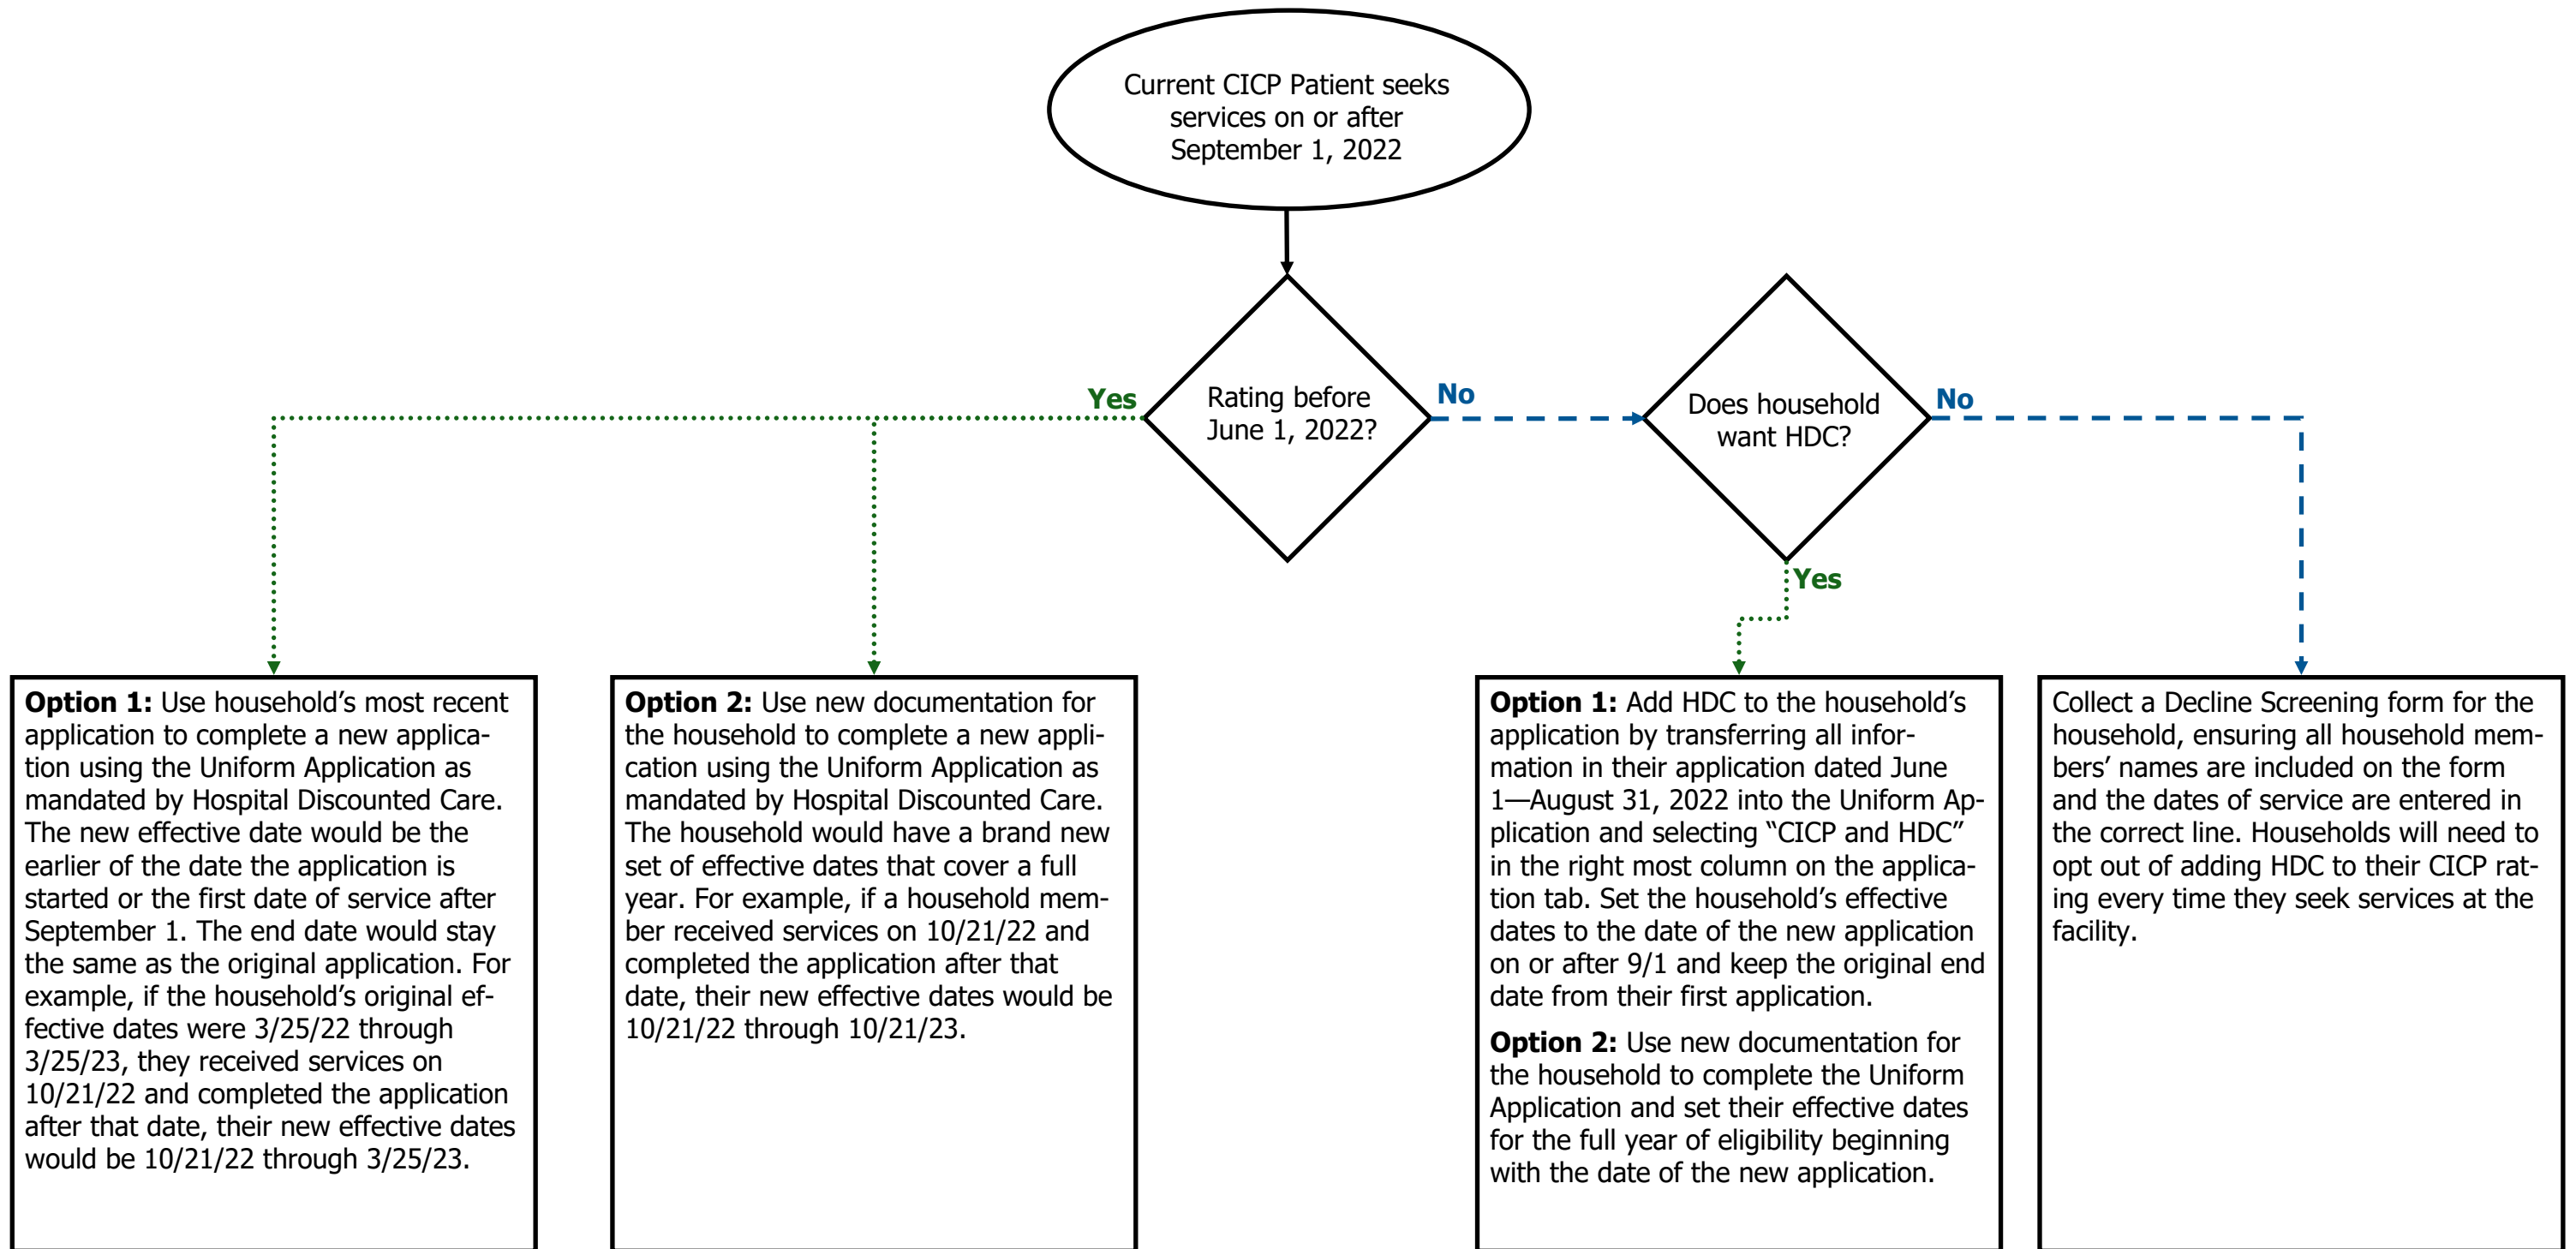 Current CICP Patient seeks
services on or after
September 1, 2022
Yes
Rating before
June 1, 2022?
No
Does household
want HDC?
No
Yes
Option 1: Use household’s most recent
application to complete a new applica-
tion using the Uniform Application as
mandated by Hospital Discounted Care.
The new effective date would be the
earlier of the date the application is
started or the first date of service after
September 1. The end date would stay
the same as the original application. For
example, if the household’s original ef-
fective dates were 3/25/22 through
3/25/23, they received services on
10/21/22 and completed the application
after that date, their new effective dates
would be 10/21/22 through 3/25/23.
Option 2: Use new documentation for
the household to complete a new appli-
cation using the Uniform Application as
mandated by Hospital Discounted Care.
The household would have a brand new
set of effective dates that cover a full
year. For example, if a household mem-
ber received services on 10/21/22 and
completed the application after that
date, their new effective dates would be
10/21/22 through 10/21/23.
Option 1: Add HDC to the household’s
application by transferring all infor-
mation in their application dated June
1—August 31, 2022 into the Uniform Ap-
plication and selecting “CICP and HDC”
in the right most column on the applica-
tion tab. Set the household’s effective
dates to the date of the new application
on or after 9/1 and keep the original end
date from their first application.
Option 2: Use new documentation for
the household to complete the Uniform
Application and set their effective dates
for the full year of eligibility beginning
with the date of the new application.
Collect a Decline Screening form for the
household, ensuring all household mem-
bers’ names are included on the form
and the dates of service are entered in
the correct line. Households will need to
opt out of adding HDC to their CICP rat-
ing every time they seek services at the
facility.